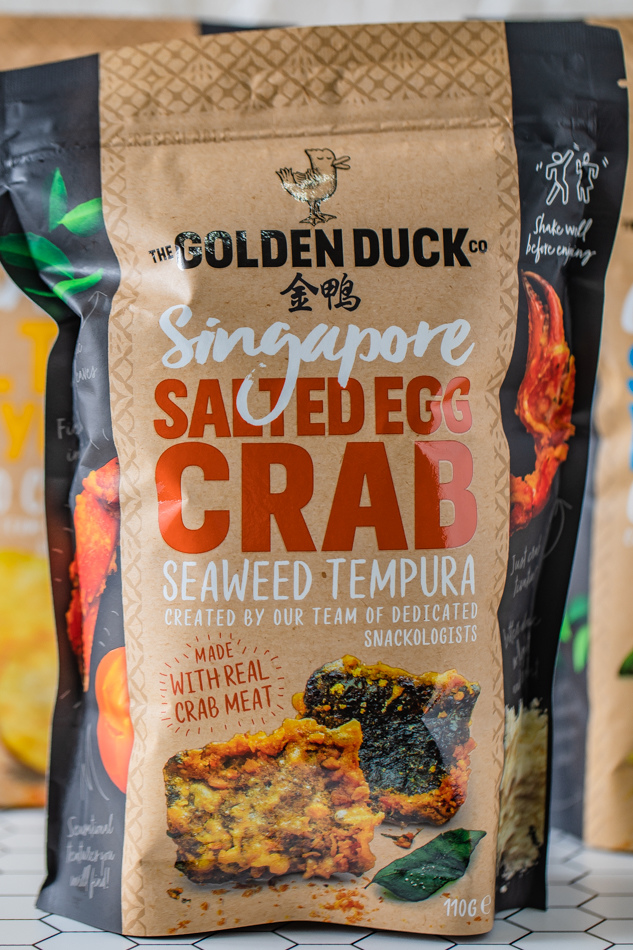 RESEALABLE
THE GOLDEN DUCK CO
金鴨
Singapore
SALTED EGG
CRAB
SEAWEED TEMPURA
CREATED BY OUR TEAM OF DEDICATED
SNACKOLOGISTS
MADE
WITH REAL
CRAB MEAT
110G ℮
Shake well
before enjoying